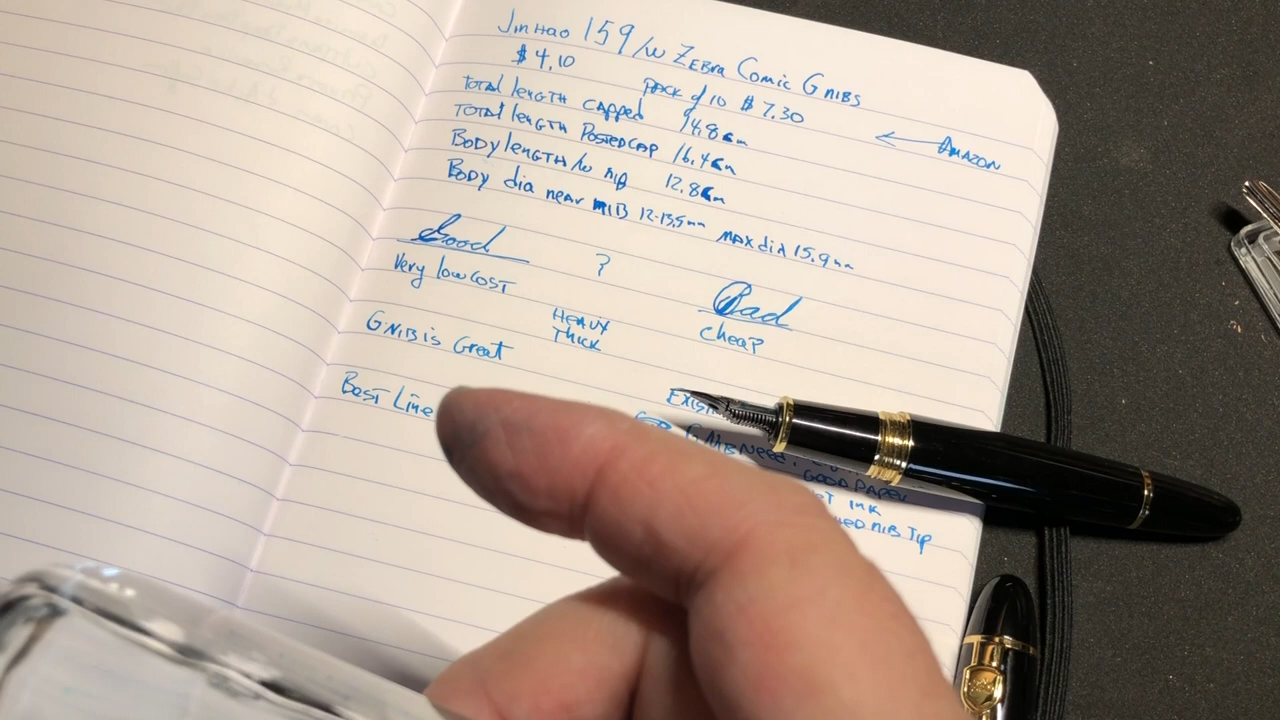 JinHao 159 /w Zebra Comic G NIBS
$ 4.10 pack of 10 $ 7.30
Total length capped 14.8cm
← Amazon
Total length Posted cap 16.4cm
Body length /w nib 12.8cm
Body dia near NIB 12-13.5mm max dia 15.9mm
Good ? Bad
Very low cost Heavy Thick cheap
G NIB is Great
Best Line
G NIB Need
GOOD PAPER
ink
NIB Tip